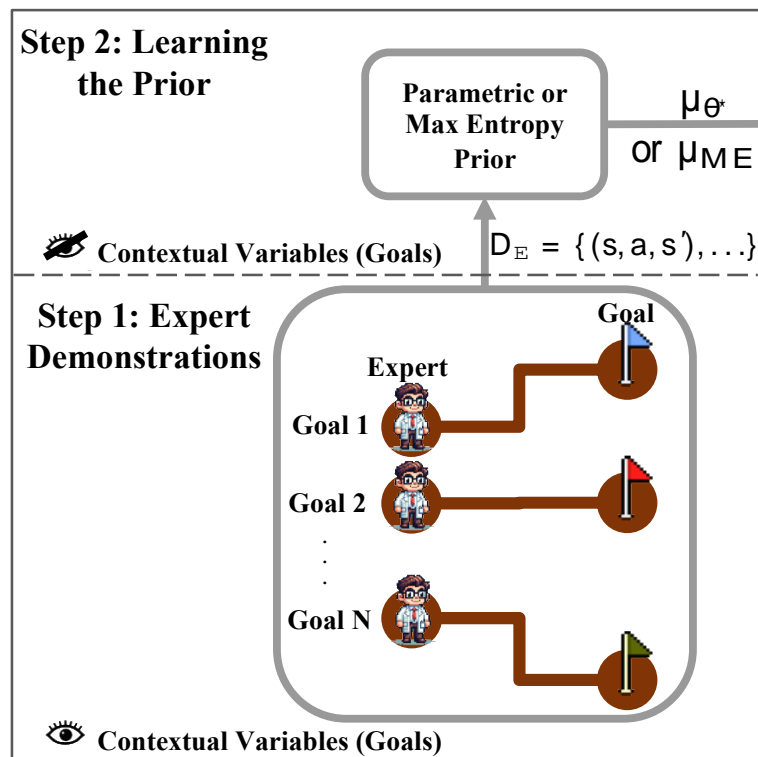 Step 2: Learning
the Prior
Parametric or
Max Entropy
Prior
μθ*
or μME
Contextual Variables (Goals)
DE = {(s, a, s′), ...}
Step 1: Expert
Demonstrations
Goal
Expert
Goal 1
Goal 2
.
.
.
Goal N
Contextual Variables (Goals)